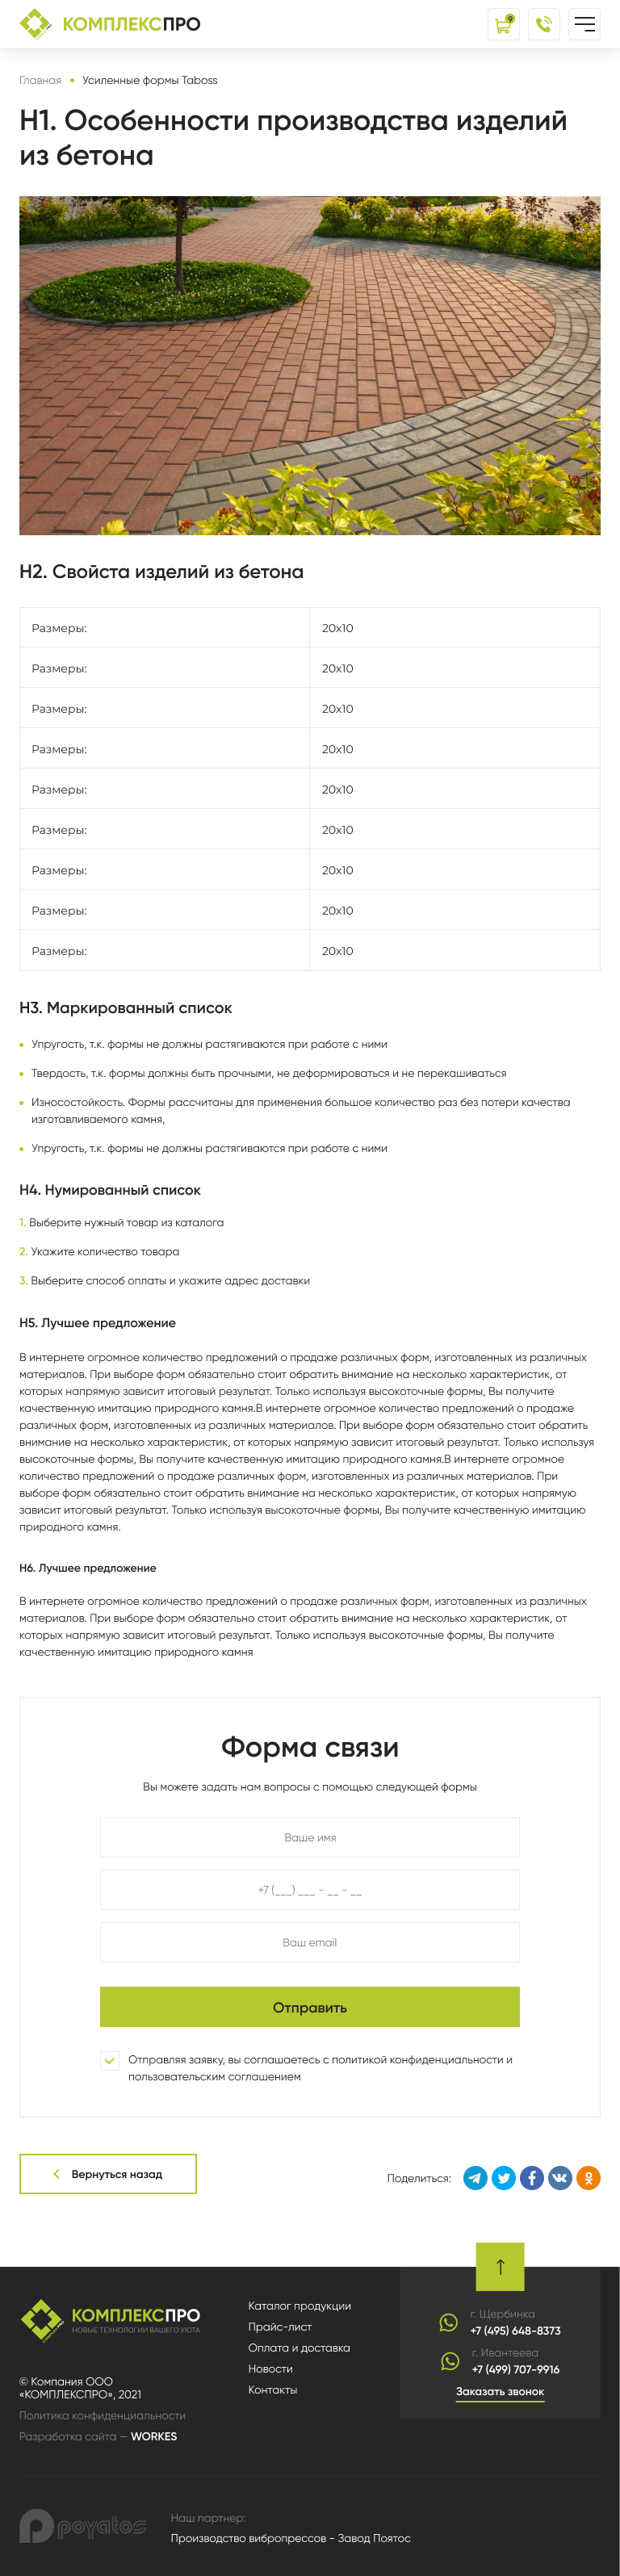 КОМПЛЕКСПРО
9
Главная • Усиленные формы Taboss
H1. Особенности производства изделий
из бетона
H2. Свойста изделий из бетона
Размеры: 20x10
Размеры: 20x10
Размеры: 20x10
Размеры: 20x10
Размеры: 20x10
Размеры: 20x10
Размеры: 20x10
Размеры: 20x10
Размеры: 20x10
H3. Маркированный список
Упругость, т.к. формы не должны растягиваются при работе с ними
Твердость, т.к. формы должны быть прочными, не деформироваться и не перекашиваться
Износостойкость. Формы рассчитаны для применения большое количество раз без потери качества
изготавливаемого камня,
Упругость, т.к. формы не должны растягиваются при работе с ними
H4. Нумированный список
1. Выберите нужный товар из каталога
2. Укажите количество товара
3. Выберите способ оплаты и укажите адрес доставки
H5. Лучшее предложение
В интернете огромное количество предложений о продаже различных форм, изготовленных из различных
материалов. При выборе форм обязательно стоит обратить внимание на несколько характеристик, от
которых напрямую зависит итоговый результат. Только используя высокоточные формы, Вы получите
качественную имитацию природного камня.В интернете огромное количество предложений о продаже
различных форм, изготовленных из различных материалов. При выборе форм обязательно стоит обратить
внимание на несколько характеристик, от которых напрямую зависит итоговый результат. Только используя
высокоточные формы, Вы получите качественную имитацию природного камня.В интернете огромное
количество предложений о продаже различных форм, изготовленных из различных материалов. При
выборе форм обязательно стоит обратить внимание на несколько характеристик, от которых напрямую
зависит итоговый результат. Только используя высокоточные формы, Вы получите качественную имитацию
природного камня.
H6. Лучшее предложение
В интернете огромное количество предложений о продаже различных форм, изготовленных из различных
материалов. При выборе форм обязательно стоит обратить внимание на несколько характеристик, от
которых напрямую зависит итоговый результат. Только используя высокоточные формы, Вы получите
качественную имитацию природного камня
Форма связи
Вы можете задать нам вопросы с помощью следующей формы
Ваше имя
+7 (___) ___ - __ - __
Ваш email
Отправить
Отправляя заявку, вы соглашаетесь с политикой конфиденциальности и
пользовательским соглашением
Вернуться назад
Поделиться:
КОМПЛЕКСПРО
НОВЫЕ ТЕХНОЛОГИИ ВАШЕГО УЮТА
© Компания ООО
«КОМПЛЕКСПРО», 2021
Политика конфиденциальности
Разработка сайта — WORKES
Каталог продукции
Прайс-лист
Оплата и доставка
Новости
Контакты
г. Щербинка
+7 (495) 648-8373
г. Ивантеева
+7 (499) 707-9916
Заказать звонок
poyatos
Наш партнер:
Производство вибропрессов - Завод Поятос